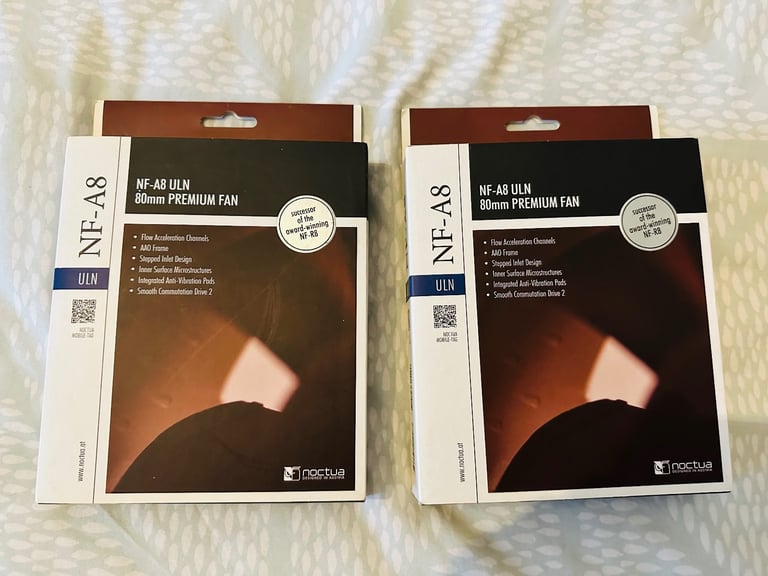 NF-A8
ULN
NOCTUA
MOBILE-TAG
www.noctua.at
NF-A8 ULN
80mm PREMIUM FAN
successor
of the
award-winning
NF-R8
• Flow Acceleration Channels
• AAO Frame
• Stepped Inlet Design
• Inner Surface Microstructures
• Integrated Anti-Vibration Pads
• Smooth Commutation Drive 2
noctua
DESIGNED IN AUSTRIA
NF-A8
ULN
NOCTUA
MOBILE-TAG
www.noctua.at
NF-A8 ULN
80mm PREMIUM FAN
successor
of the
award-winning
NF-R8
• Flow Acceleration Channels
• AAO Frame
• Stepped Inlet Design
• Inner Surface Microstructures
• Integrated Anti-Vibration Pads
• Smooth Commutation Drive 2
noctua
DESIGNED IN AUSTRIA